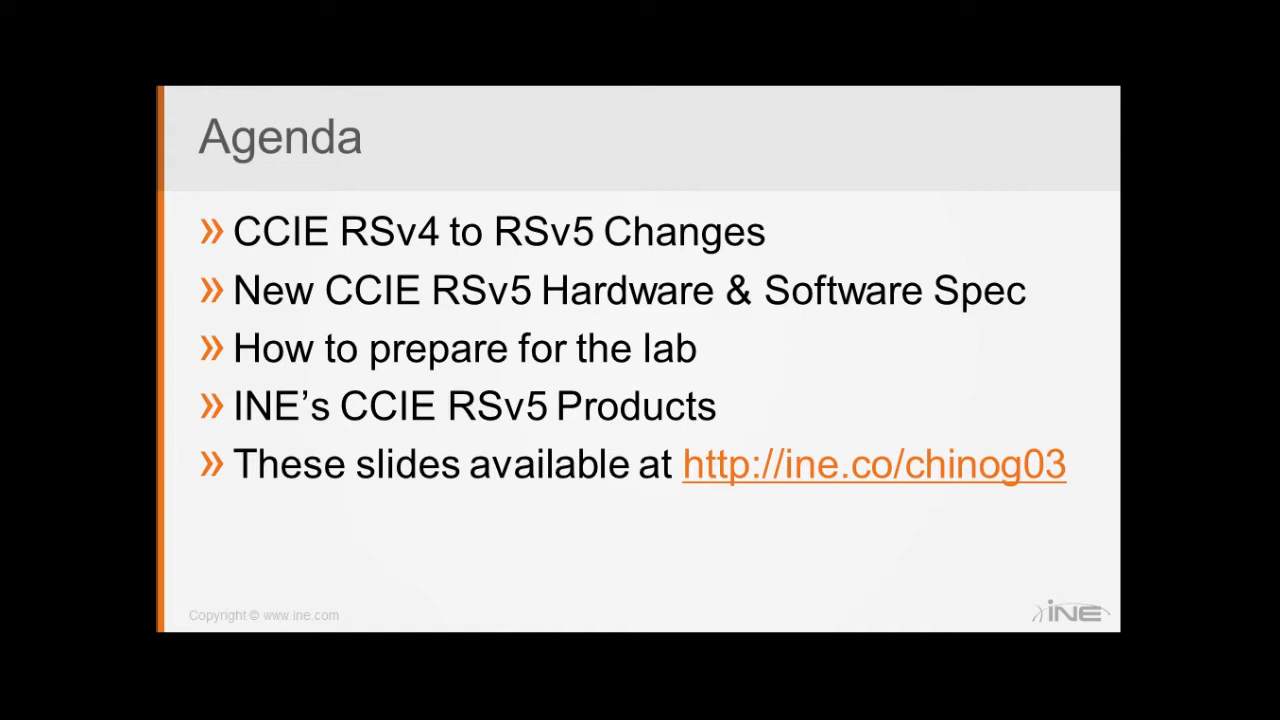 Agenda
» CCIE RSv4 to RSv5 Changes
» New CCIE RSv5 Hardware & Software Spec
» How to prepare for the lab
» INE’s CCIE RSv5 Products
» These slides available at http://ine.co/chinog03
Copyright © www.ine.com
iNE